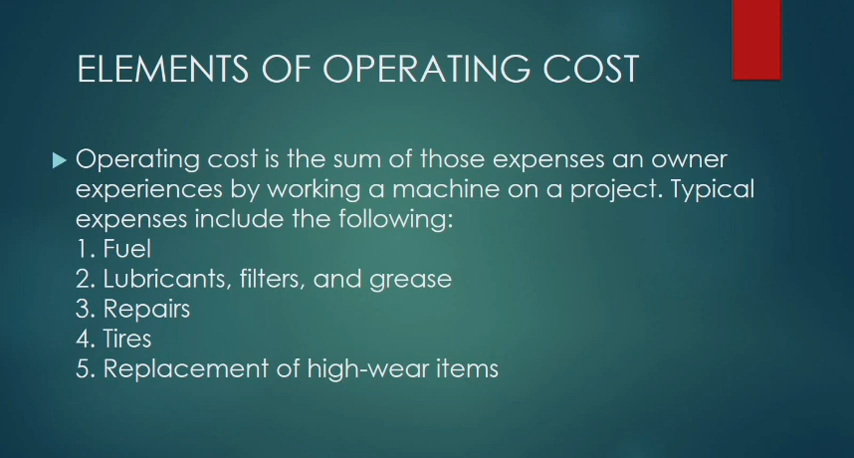 ELEMENTS OF OPERATING COST
Operating cost is the sum of those expenses an owner
experiences by working a machine on a project. Typical
expenses include the following:
1. Fuel
2. Lubricants, filters, and grease
3. Repairs
4. Tires
5. Replacement of high-wear items